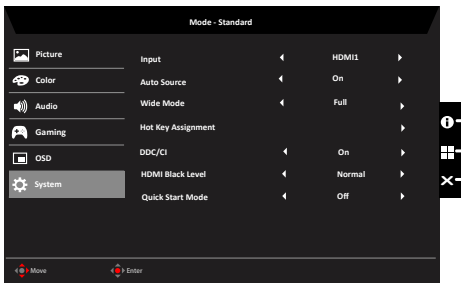 Mode - Standard
Picture
Color
Audio
Gaming
OSD
System
Input HDMI1
Auto Source On
Wide Mode Full
Hot Key Assignment
DDC/CI On
HDMI Black Level Normal
Quick Start Mode Off
Move Enter